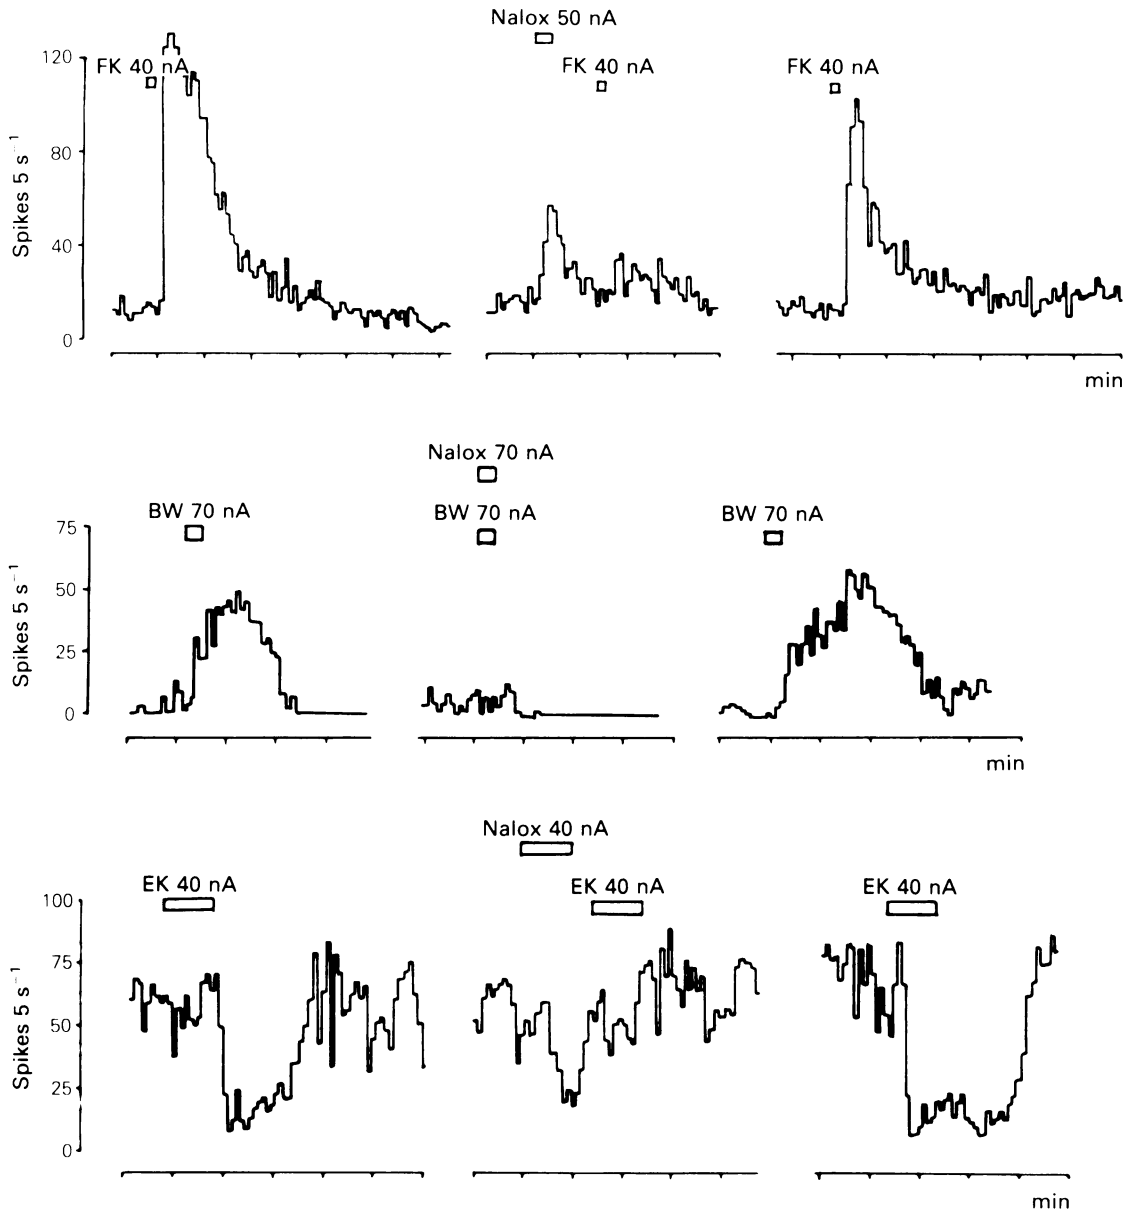 Nalox 50 nA
FK 40 nA
FK 40 nA
FK 40 nA
120
80
40
0
Spikes 5 s⁻¹
min
Nalox 70 nA
BW 70 nA
BW 70 nA
BW 70 nA
75
50
25
0
Spikes 5 s⁻¹
min
Nalox 40 nA
EK 40 nA
EK 40 nA
EK 40 nA
100
75
50
25
0
Spikes 5 s⁻¹
min